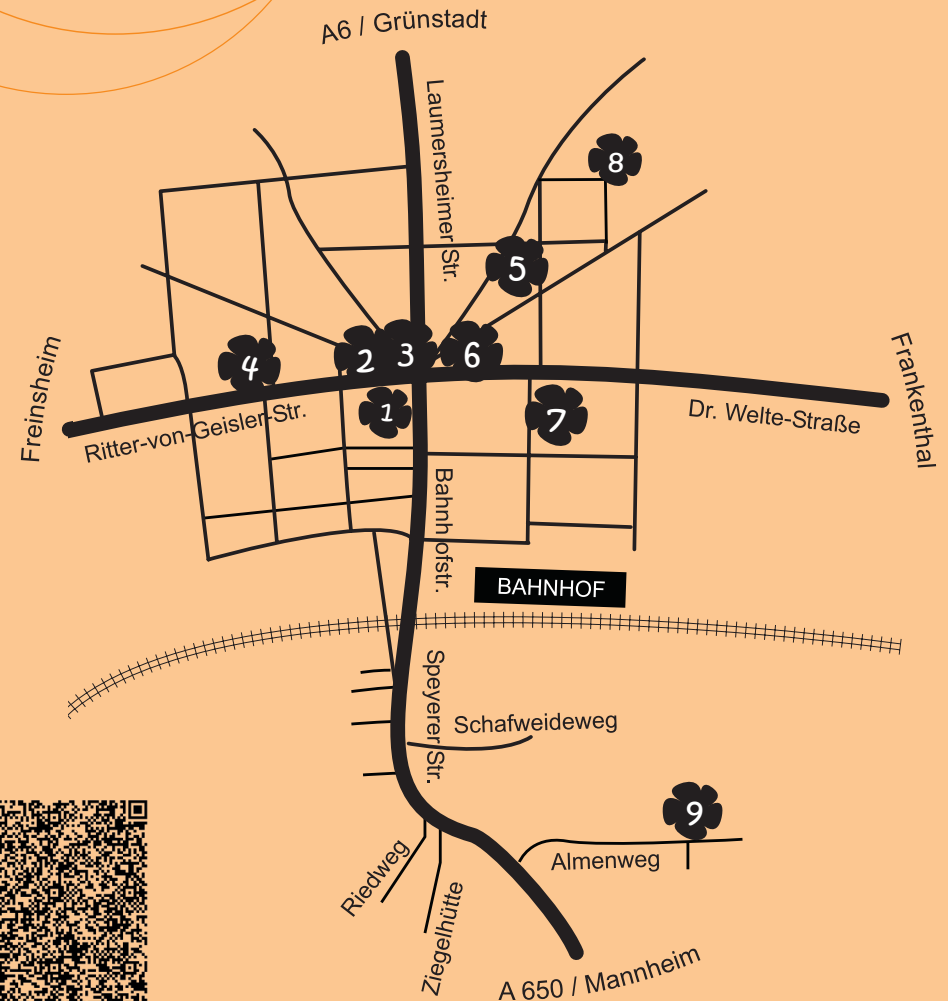 A6 / Grünstadt
Laumersheimer Str.
8
5
Freinsheim
4
2
3
6
Frankenthal
1
7
Ritter-von-Geisler-Str.
Dr. Welte-Straße
Bahnhofstr.
BAHNHOF
Speyerer Str.
Schafweideweg
9
Riedweg
Almenweg
Ziegelhütte
A 650 / Mannheim